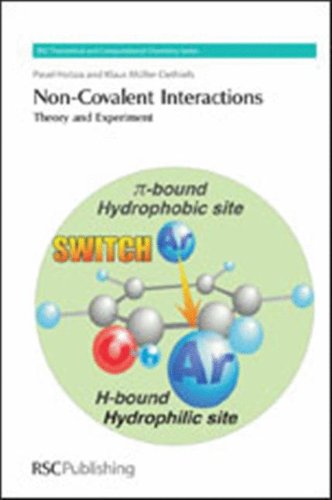 RSC Theoretical and Computational Chemistry Series
Pavel Hobza and Klaus Müller-Dethlefs
Non-Covalent Interactions
Theory and Experiment
π-bound
Hydrophobic site
SWITCH Ar
Ar
H-bound
Hydrophilic site
RSCPublishing